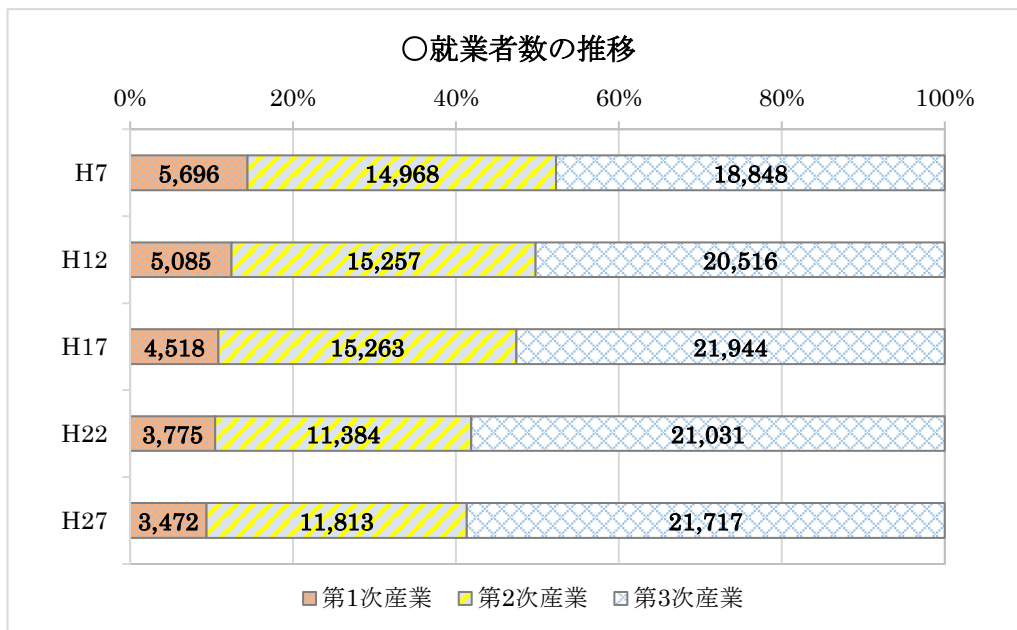 ○就業者数の推移
0% 20% 40% 60% 80% 100%
H7 5,696 14,968 18,848
H12 5,085 15,257 20,516
H17 4,518 15,263 21,944
H22 3,775 11,384 21,031
H27 3,472 11,813 21,717
第1次産業 第2次産業 第3次産業